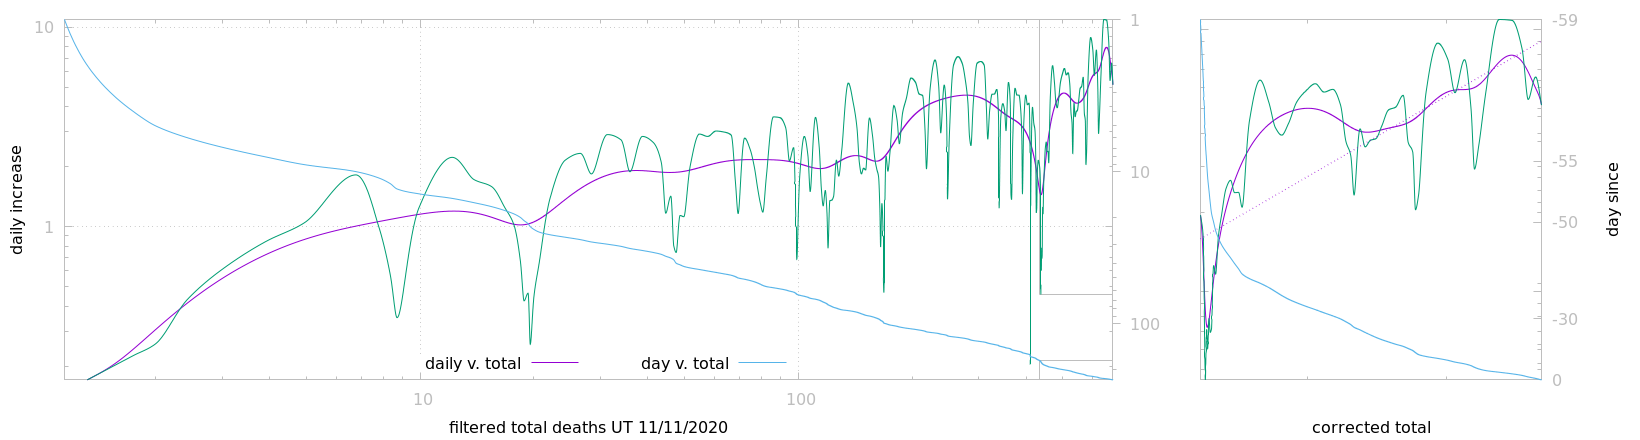 10
1
-59
daily increase
10
-55
-50
day since
1
100
-30
daily v. total
day v. total
0
10
100
filtered total deaths UT 11/11/2020
corrected total